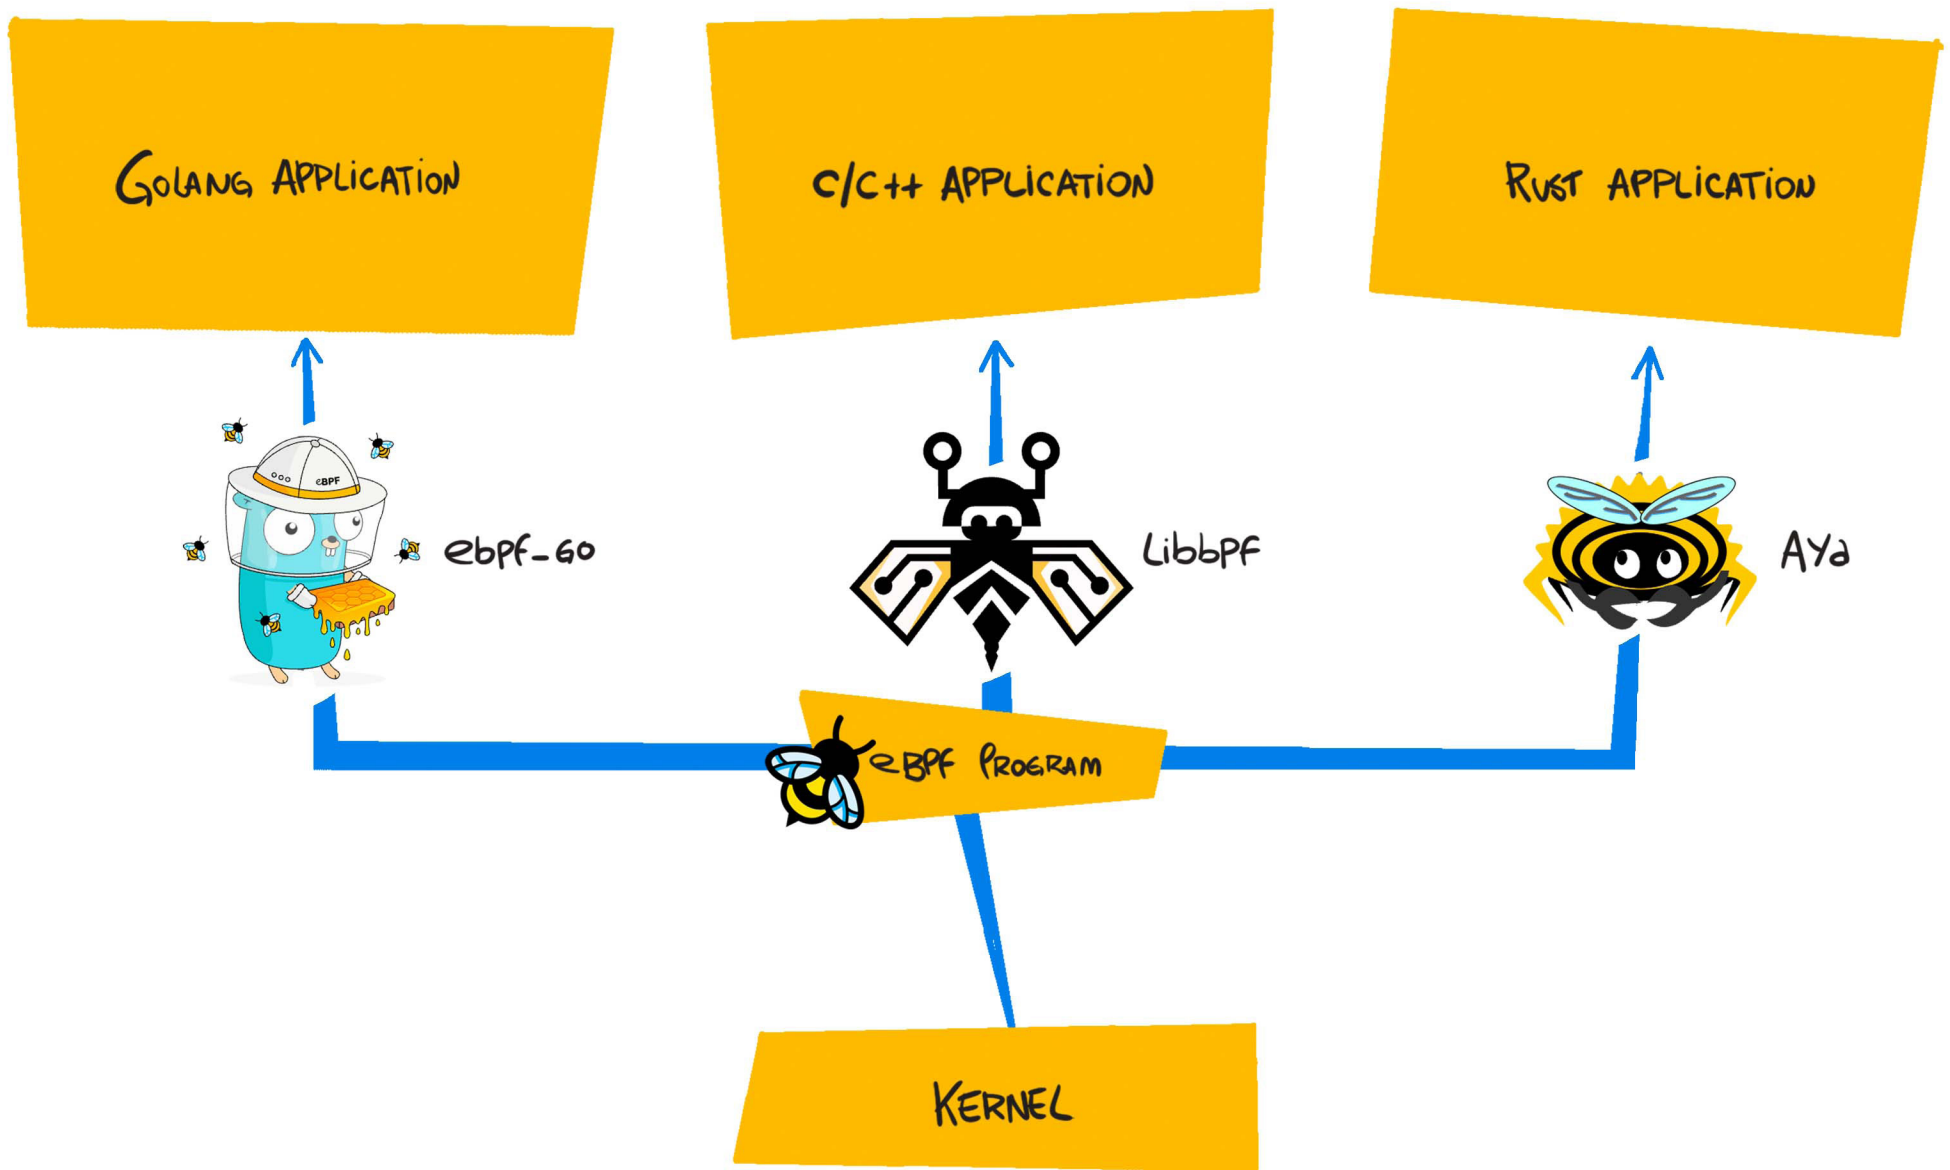 GOLANG APPLICATION
C/C++ APPLICATION
RUST APPLICATION
eBPF
ebpf-GO
Libbpf
AYa
eBPF PROGRAM
KERNEL